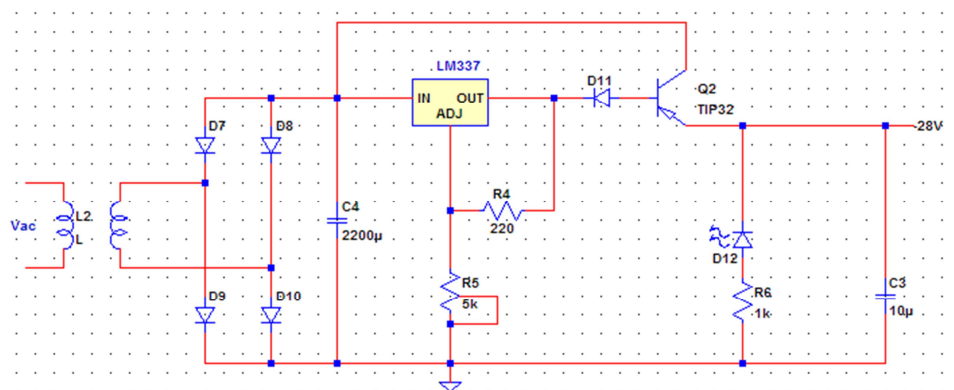 LM337
D11
Q2
TIP32
IN OUT
ADJ
D7
D8
-28V
R4
220
C4
2200µ
L2
L
Vac
D12
R5
5k
R6
1k
C3
10µ
D9
D10